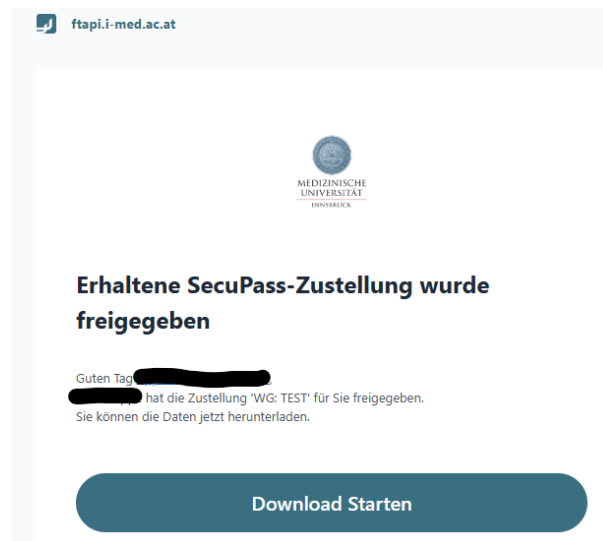 ftapi.i-med.ac.at
MEDIZINISCHE
UNIVERSITÄT
INNSBRUCK
Erhaltene SecuPass-Zustellung wurde
freigegeben
Guten Tag
hat die Zustellung 'WG: TEST' für Sie freigegeben.
Sie können die Daten jetzt herunterladen.
Download Starten